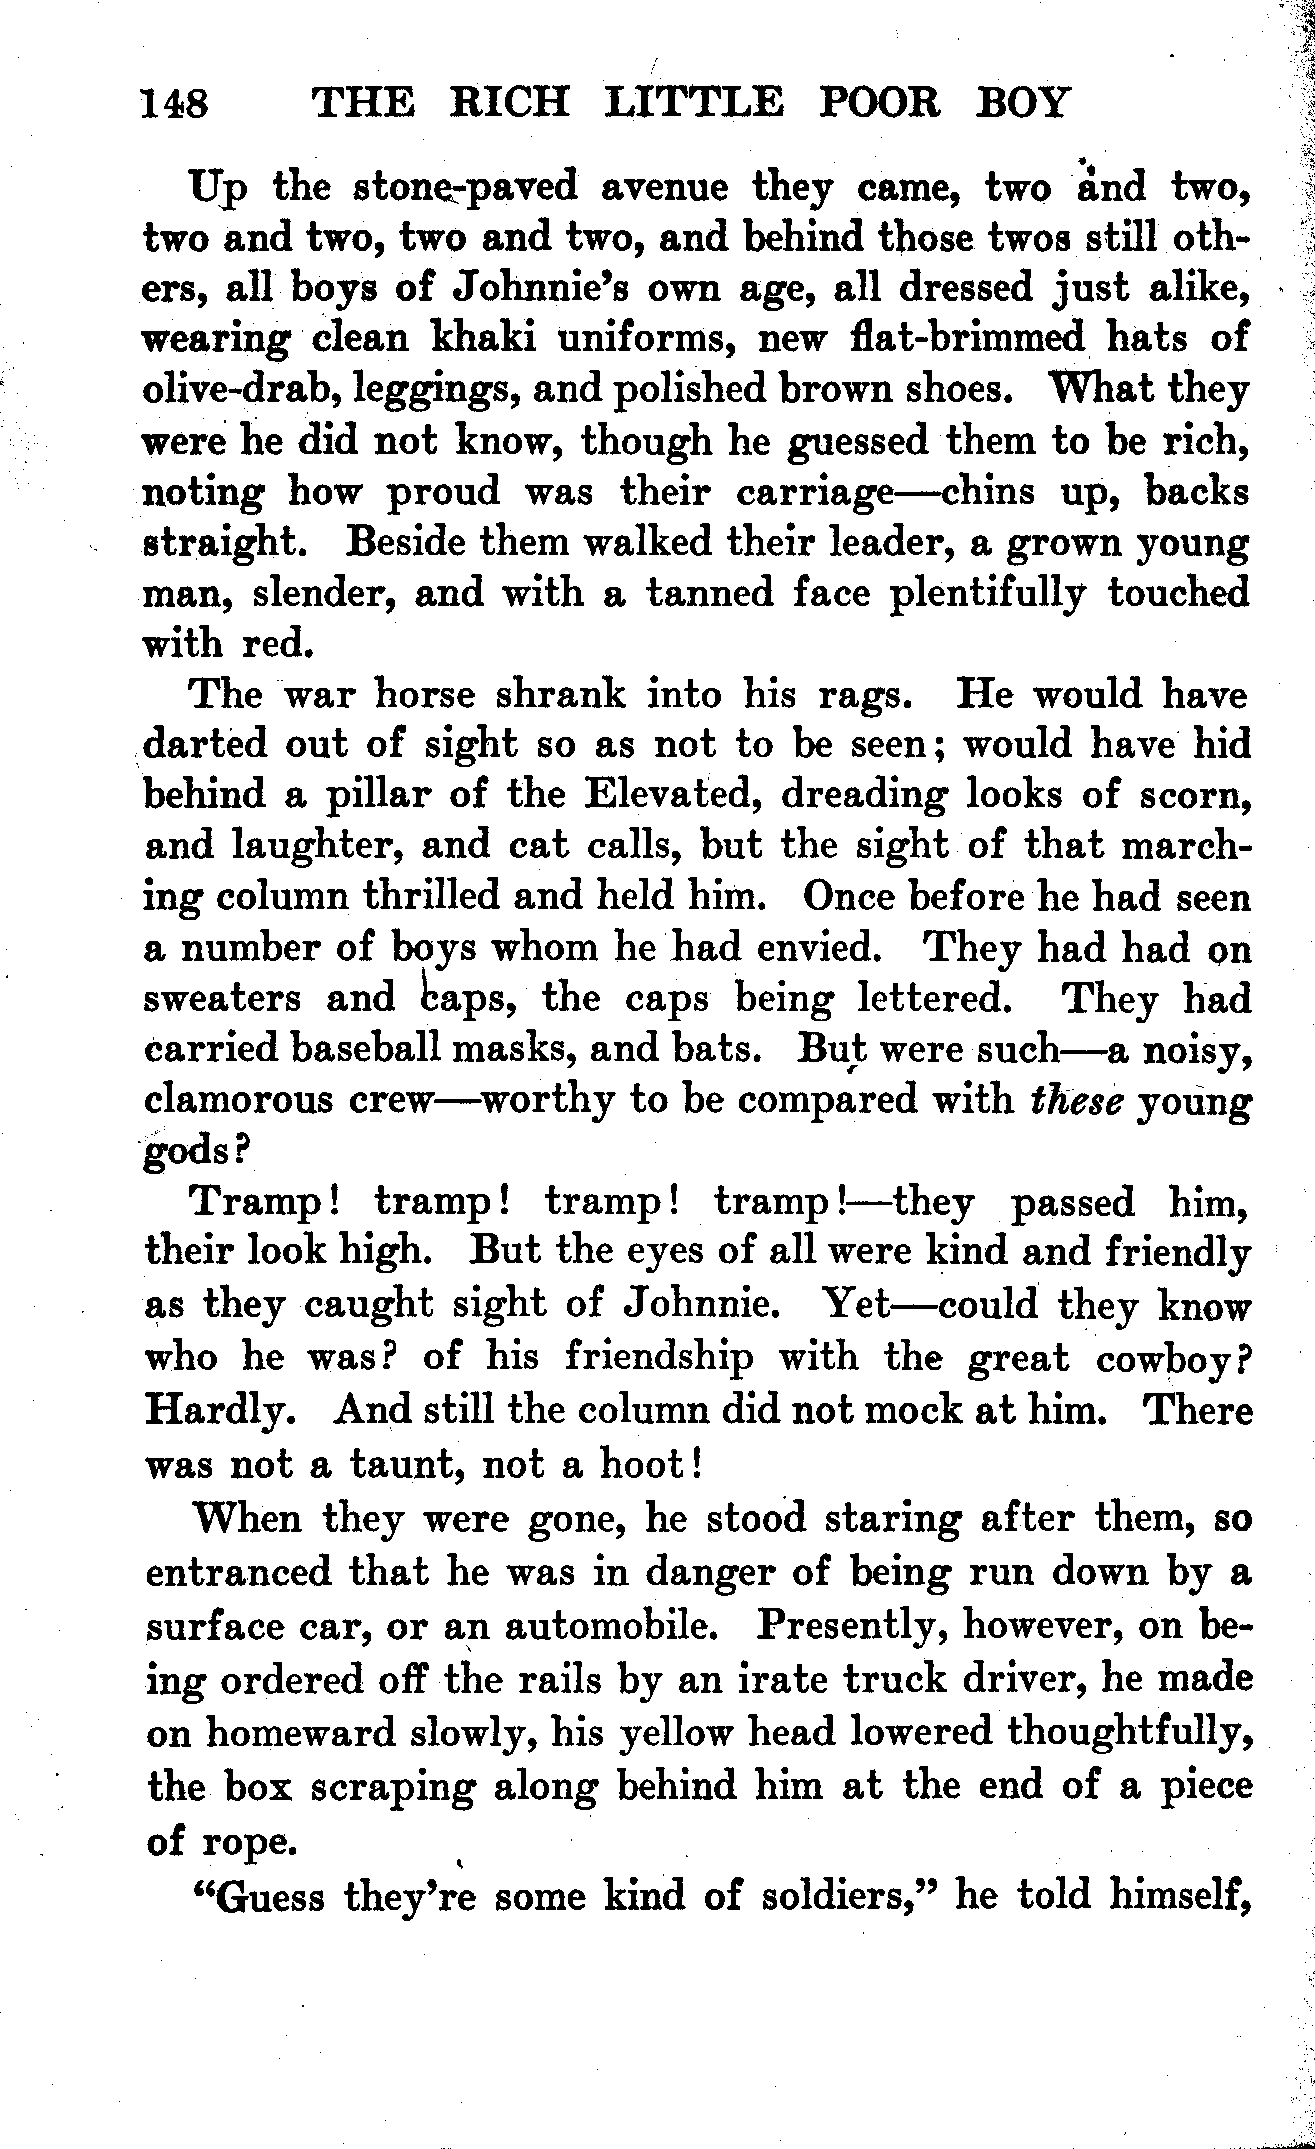 148 THE RICH LITTLE POOR BOY
Up the stone-paved avenue they came, two and two,
two and two, two and two, and behind those twos still oth-
ers, all boys of Johnnie's own age, all dressed just alike,
wearing clean khaki uniforms, new flat-brimmed hats of
olive-drab, leggings, and polished brown shoes. What they
were he did not know, though he guessed them to be rich,
noting how proud was their carriage—chins up, backs
straight. Beside them walked their leader, a grown young
man, slender, and with a tanned face plentifully touched
with red.
The war horse shrank into his rags. He would have
darted out of sight so as not to be seen; would have hid
behind a pillar of the Elevated, dreading looks of scorn,
and laughter, and cat calls, but the sight of that march-
ing column thrilled and held him. Once before he had seen
a number of boys whom he had envied. They had had on
sweaters and caps, the caps being lettered. They had
carried baseball masks, and bats. But were such—a noisy,
clamorous crew—worthy to be compared with these young
gods?
Tramp! tramp! tramp! tramp!—they passed him,
their look high. But the eyes of all were kind and friendly
as they caught sight of Johnnie. Yet—could they know
who he was? of his friendship with the great cowboy?
Hardly. And still the column did not mock at him. There
was not a taunt, not a hoot!
When they were gone, he stood staring after them, so
entranced that he was in danger of being run down by a
surface car, or an automobile. Presently, however, on be-
ing ordered off the rails by an irate truck driver, he made
on homeward slowly, his yellow head lowered thoughtfully,
the box scraping along behind him at the end of a piece
of rope.
"Guess they're some kind of soldiers," he told himself,